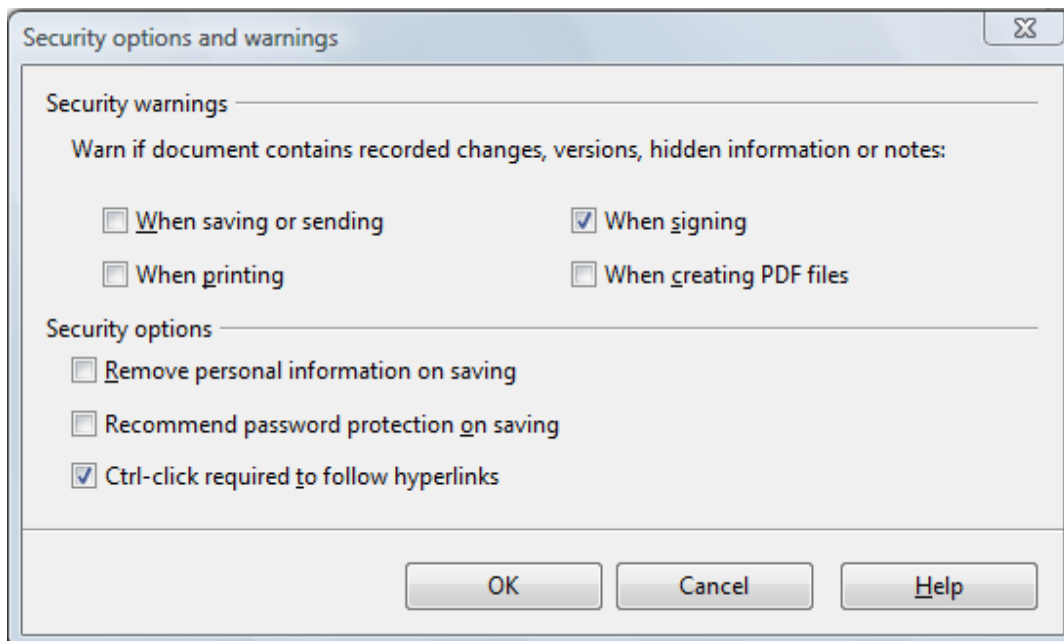 Security options and warnings
Security warnings
Warn if document contains recorded changes, versions, hidden information or notes:
When saving or sending
When signing
When printing
When creating PDF files
Security options
Remove personal information on saving
Recommend password protection on saving
Ctrl-click required to follow hyperlinks
OK
Cancel
Help